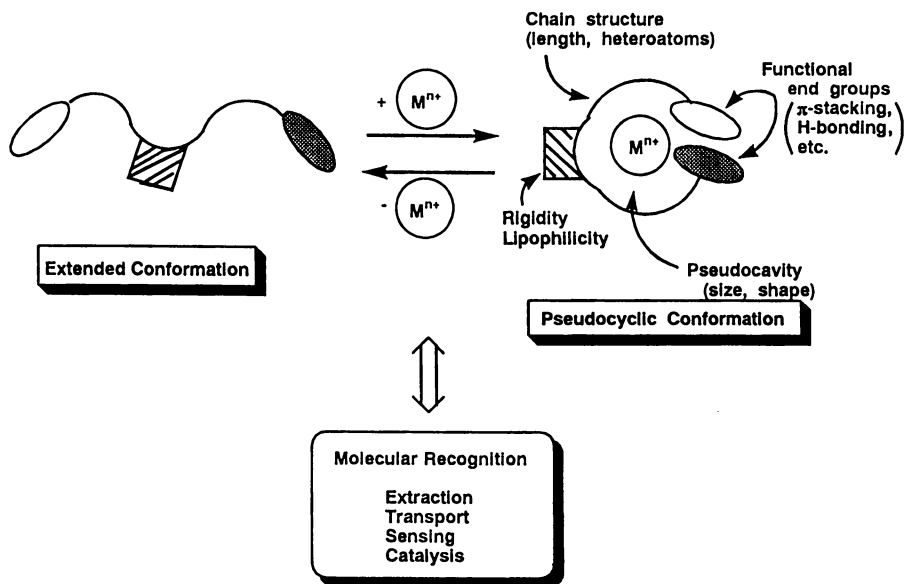 Chain structure
(length, heteroatoms)
Functional
end groups
(π-stacking,
H-bonding,
etc.)
+ Mⁿ⁺
Mⁿ⁺
- Mⁿ⁺
Rigidity
Lipophilicity
Extended Conformation
Pseudocavity
(size, shape)
Pseudocyclic Conformation
Molecular Recognition
Extraction
Transport
Sensing
Catalysis